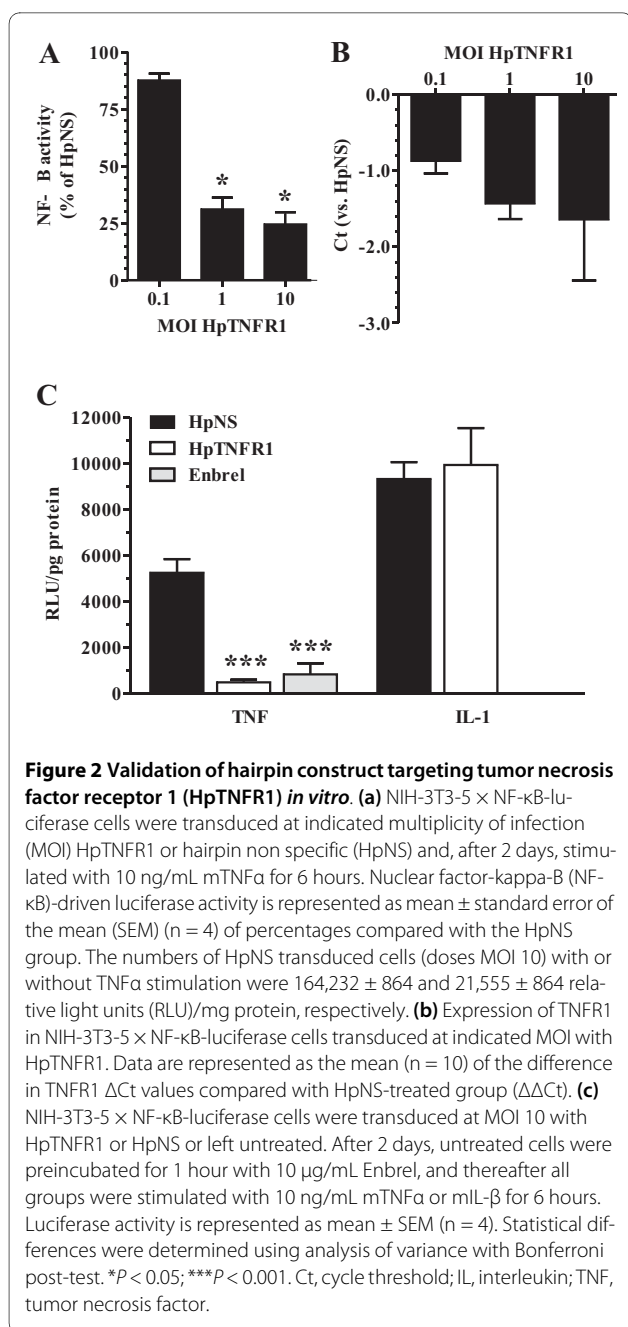 A
100
75
50
25
0
NF- B activity
(% of HpNS)
*
*
0.1 1 10
MOI HpTNFR1
B
MOI HpTNFR1
0.1 1 10
0.0
-1.0
-2.0
-3.0
Ct (vs. HpNS)
C
12000
10000
8000
6000
4000
2000
0
RLU/pg protein
HpNS
HpTNFR1
Enbrel
***
***
TNF IL-1
Figure 2 Validation of hairpin construct targeting tumor necrosis
factor receptor 1 (HpTNFR1) in vitro. (a) NIH-3T3-5 × NF-κB-lu-
ciferase cells were transduced at indicated multiplicity of infection
(MOI) HpTNFR1 or hairpin non specific (HpNS) and, after 2 days, stimu-
lated with 10 ng/mL mTNFα for 6 hours. Nuclear factor-kappa-B (NF-
κB)-driven luciferase activity is represented as mean ± standard error of
the mean (SEM) (n = 4) of percentages compared with the HpNS
group. The numbers of HpNS transduced cells (doses MOI 10) with or
without TNFα stimulation were 164,232 ± 864 and 21,555 ± 864 rela-
tive light units (RLU)/mg protein, respectively. (b) Expression of TNFR1
in NIH-3T3-5 × NF-κB-luciferase cells transduced at indicated MOI with
HpTNFR1. Data are represented as the mean (n = 10) of the difference
in TNFR1 ΔCt values compared with HpNS-treated group (ΔΔCt). (c)
NIH-3T3-5 × NF-κB-luciferase cells were transduced at MOI 10 with
HpTNFR1 or HpNS or left untreated. After 2 days, untreated cells were
preincubated for 1 hour with 10 μg/mL Enbrel, and thereafter all
groups were stimulated with 10 ng/mL mTNFα or mIL-β for 6 hours.
Luciferase activity is represented as mean ± SEM (n = 4). Statistical dif-
ferences were determined using analysis of variance with Bonferroni
post-test. *P < 0.05; ***P < 0.001. Ct, cycle threshold; IL, interleukin; TNF,
tumor necrosis factor.